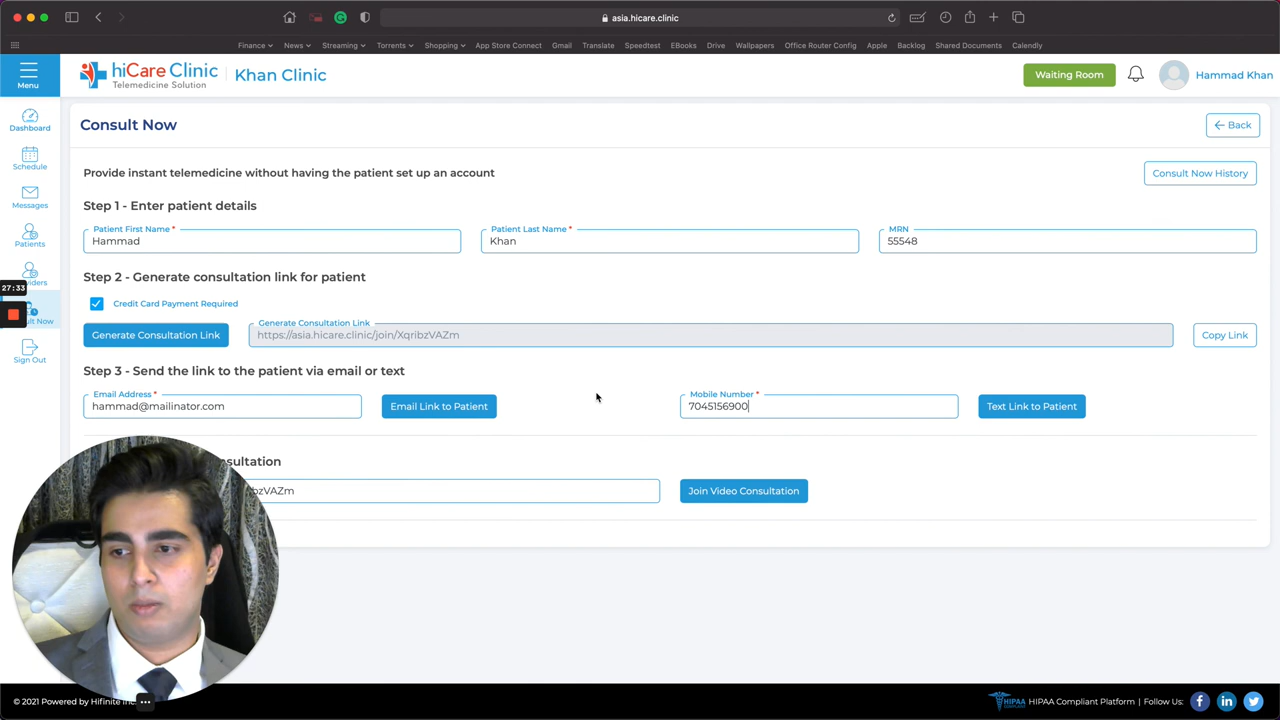 asia.hicare.clinic
Finance News Streaming Torrents Shopping App Store Connect Gmail Translate Speedtest EBooks Drive Wallpapers Office Router Config Apple Backlog Shared Documents Calendly
Menu
hiCare Clinic
Telemedicine Solution
Khan Clinic
Waiting Room
Hammad Khan
Dashboard
Schedule
Messages
Patients
27:33
Sign Out
Consult Now
Back
Provide instant telemedicine without having the patient set up an account
Consult Now History
Step 1 - Enter patient details
Patient First Name *
Hammad
Patient Last Name *
Khan
MRN
55548
Step 2 - Generate consultation link for patient
Credit Card Payment Required
Generate Consultation Link
Generate Consultation Link
https://asia.hicare.clinic/join/XqribzVAZm
Copy Link
Step 3 - Send the link to the patient via email or text
Email Address *
hammad@mailinator.com
Email Link to Patient
Mobile Number *
7045156900
Text Link to Patient
Join Video Consultation
© 2021 Powered by Hifinite Inc.
HIPAA
HIPAA Compliant Platform
Follow Us: